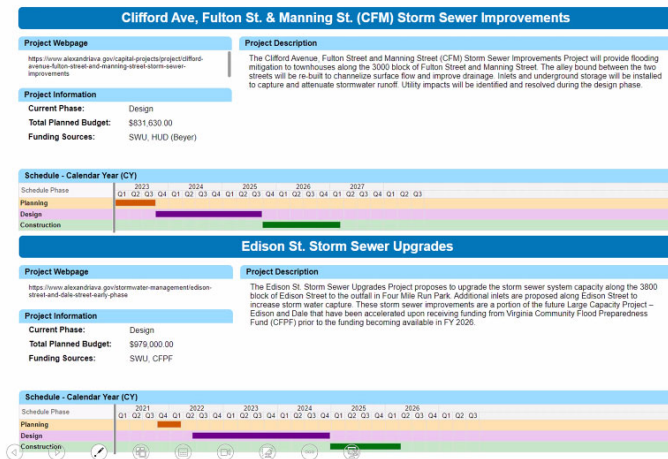 Clifford Ave, Fulton St. & Manning St. (CFM) Storm Sewer Improvements
Project Webpage
https://www.alexandriava.gov/capital-projects/project/clifford-
avenue-fulton-street-and-manning-street-storm-sewer-
improvements
Project Information
Current Phase: Design
Total Planned Budget: $831,630.00
Funding Sources: SWU, HUD (Beyer)
Project Description
The Clifford Avenue, Fulton Street and Manning Street (CFM) Storm Sewer Improvements Project will provide flooding
mitigation to townhouses along the 3000 block of Fulton Street and Manning Street. The alley bound between the two
streets will be re-built to channelize surface flow and improve drainage. Inlets and underground storage will be installed
to capture and attenuate stormwater runoff. Utility impacts will be identified and resolved during the design phase.
Schedule - Calendar Year (CY)
Schedule Phase
2023 2024 2025 2026 2027
Q1 Q2 Q3 Q4 Q1 Q2 Q3 Q4 Q1 Q2 Q3 Q4 Q1 Q2 Q3 Q4 Q1 Q2 Q3 Q4 Q1 Q2 Q3
Planning
Design
Construction
Edison St. Storm Sewer Upgrades
Project Webpage
https://www.alexandriava.gov/stormwater-management/edison-
street-and-dale-street-early-phase
Project Information
Current Phase: Design
Total Planned Budget: $979,000.00
Funding Sources: SWU, CFPF
Project Description
The Edison St. Storm Sewer Upgrades Project proposes to upgrade the storm sewer system capacity along the 3800
block of Edison Street to the outfall in Four Mile Run Park. Additional inlets are proposed along Edison Street to
increase storm water capture. These storm sewer improvements are a portion of the future Large Capacity Project –
Edison and Dale that have been accelerated upon receiving funding from Virginia Community Flood Preparedness
Fund (CFPF) prior to the funding becoming available in FY 2026.
Schedule - Calendar Year (CY)
Schedule Phase
2021 2022 2023 2024 2025 2026
Q1 Q2 Q3 Q4 Q1 Q2 Q3 Q4 Q1 Q2 Q3 Q4 Q1 Q2 Q3 Q4 Q1 Q2 Q3 Q4 Q1 Q2 Q3 Q4 Q1 Q2 Q3
Planning
Design
Construction